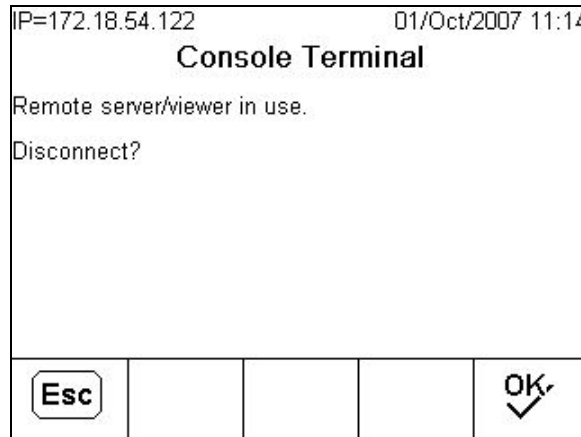 IP=172.18.54.122 01/Oct/2007 11:14
Console Terminal
Remote server/viewer in use.
Disconnect?
Esc OK